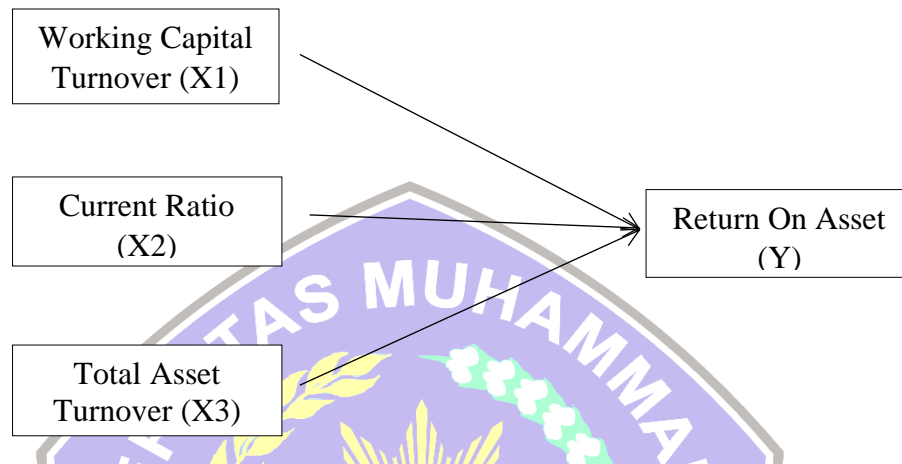 Working Capital
Turnover (X1)
Current Ratio
(X2)
Return On Asset
(Y)
TAS MUHAMMA
Total Asset
Turnover (X3)